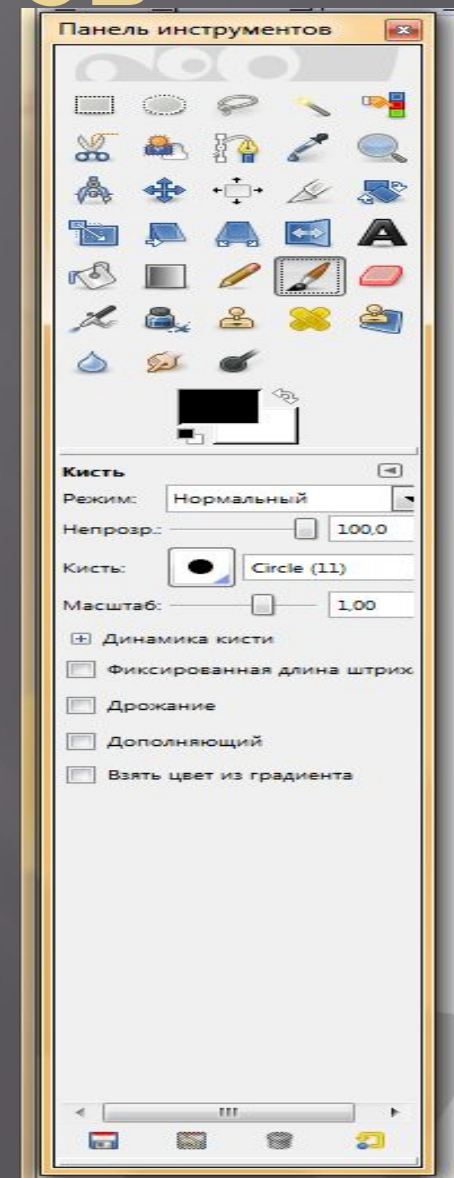 Панель инструментов
Кисть
Режим: Нормальный
Непрозр.: 100,0
Кисть: Circle (11)
Масштаб: 1,00
Динамика кисти
Фиксированная длина штрих
Дрожание
Дополняющий
Взять цвет из градиента